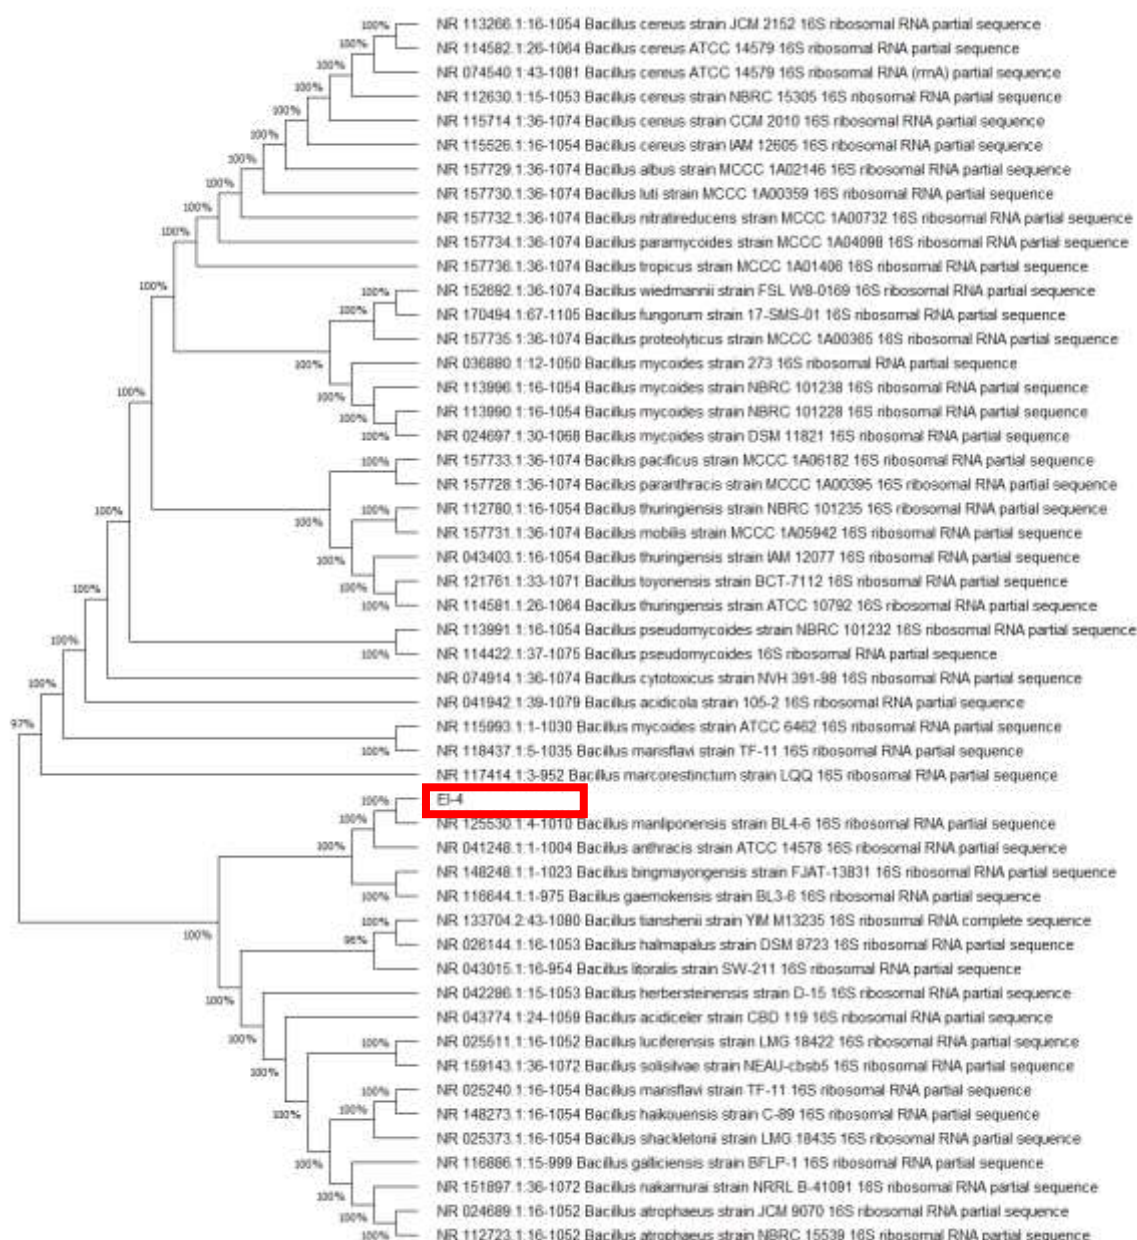 NR 113266.1:16-1054 Bacillus cereus strain JCM 2152 16S ribosomal RNA partial sequence
NR 114582.1:26-1064 Bacillus cereus ATCC 14579 16S ribosomal RNA partial sequence
NR 074540.1:43-1081 Bacillus cereus ATCC 14579 16S ribosomal RNA (rrnA) partial sequence
NR 112630.1:15-1053 Bacillus cereus strain NBRC 15305 16S ribosomal RNA partial sequence
NR 115714.1:36-1074 Bacillus cereus strain CCM 2010 16S ribosomal RNA partial sequence
NR 115526.1:16-1054 Bacillus cereus strain IAM 12605 16S ribosomal RNA partial sequence
NR 157729.1:36-1074 Bacillus albus strain MCCC 1A02146 16S ribosomal RNA partial sequence
NR 157730.1:36-1074 Bacillus luti strain MCCC 1A00359 16S ribosomal RNA partial sequence
NR 157732.1:36-1074 Bacillus nitratireducens strain MCCC 1A00732 16S ribosomal RNA partial sequence
NR 157734.1:36-1074 Bacillus paramycoides strain MCCC 1A04098 16S ribosomal RNA partial sequence
NR 157736.1:36-1074 Bacillus tropicus strain MCCC 1A01406 16S ribosomal RNA partial sequence
NR 152692.1:36-1074 Bacillus wiedmannii strain FSL W8-0169 16S ribosomal RNA partial sequence
NR 170494.1:67-1105 Bacillus fungorum strain 17-SMS-01 16S ribosomal RNA partial sequence
NR 157735.1:36-1074 Bacillus proteolyticus strain MCCC 1A00365 16S ribosomal RNA partial sequence
NR 036880.1:12-1050 Bacillus mycoides strain 273 16S ribosomal RNA partial sequence
NR 113996.1:16-1054 Bacillus mycoides strain NBRC 101238 16S ribosomal RNA partial sequence
NR 113990.1:16-1054 Bacillus mycoides strain NBRC 101228 16S ribosomal RNA partial sequence
NR 024697.1:30-1068 Bacillus mycoides strain DSM 11821 16S ribosomal RNA partial sequence
NR 157733.1:36-1074 Bacillus pacificus strain MCCC 1A06182 16S ribosomal RNA partial sequence
NR 157728.1:36-1074 Bacillus paranthracis strain MCCC 1A00395 16S ribosomal RNA partial sequence
NR 112780.1:16-1054 Bacillus thuringiensis strain NBRC 101235 16S ribosomal RNA partial sequence
NR 157731.1:36-1074 Bacillus mobilis strain MCCC 1A05942 16S ribosomal RNA partial sequence
NR 043403.1:16-1054 Bacillus thuringiensis strain IAM 12077 16S ribosomal RNA partial sequence
NR 121761.1:33-1071 Bacillus toyonensis strain BCT-7112 16S ribosomal RNA partial sequence
NR 114581.1:26-1064 Bacillus thuringiensis strain ATCC 10792 16S ribosomal RNA partial sequence
NR 113991.1:16-1054 Bacillus pseudomycoides strain NBRC 101232 16S ribosomal RNA partial sequence
NR 114422.1:37-1075 Bacillus pseudomycoides 16S ribosomal RNA partial sequence
NR 074914.1:36-1074 Bacillus cytotoxicus strain NVH 391-98 16S ribosomal RNA partial sequence
NR 041942.1:39-1079 Bacillus acidicola strain 105-2 16S ribosomal RNA partial sequence
NR 115993.1:1-1030 Bacillus mycoides strain ATCC 6462 16S ribosomal RNA partial sequence
NR 118437.1:5-1035 Bacillus marisflavi strain TF-11 16S ribosomal RNA partial sequence
NR 117414.1:3-952 Bacillus marcorestinctum strain LQQ 16S ribosomal RNA partial sequence
EI-4
NR 125530.1:4-1010 Bacillus manliponensis strain BL4-6 16S ribosomal RNA partial sequence
NR 041248.1:1-1004 Bacillus anthracis strain ATCC 14578 16S ribosomal RNA partial sequence
NR 148248.1:1-1023 Bacillus bingmayongensis strain FJAT-13831 16S ribosomal RNA partial sequence
NR 116644.1:1-975 Bacillus gaemokensis strain BL3-6 16S ribosomal RNA partial sequence
NR 133704.2:43-1080 Bacillus tianshenii strain YIM M13235 16S ribosomal RNA complete sequence
NR 026144.1:16-1053 Bacillus halmapalus strain DSM 8723 16S ribosomal RNA partial sequence
NR 043015.1:16-954 Bacillus litoralis strain SW-211 16S ribosomal RNA partial sequence
NR 042286.1:15-1053 Bacillus herbersteinensis strain D-15 16S ribosomal RNA partial sequence
NR 043774.1:24-1059 Bacillus acidiceler strain CBD 119 16S ribosomal RNA partial sequence
NR 025511.1:16-1052 Bacillus luciferensis strain LMG 18422 16S ribosomal RNA partial sequence
NR 159143.1:36-1072 Bacillus solisilvae strain NEAU-cbsb5 16S ribosomal RNA partial sequence
NR 025240.1:16-1054 Bacillus marisflavi strain TF-11 16S ribosomal RNA partial sequence
NR 148273.1:16-1054 Bacillus haikouensis strain C-89 16S ribosomal RNA partial sequence
NR 025373.1:16-1054 Bacillus shackletonii strain LMG 18435 16S ribosomal RNA partial sequence
NR 116886.1:15-999 Bacillus galliciensis strain BFLP-1 16S ribosomal RNA partial sequence
NR 151897.1:36-1072 Bacillus nakamurai strain NRRL B-41091 16S ribosomal RNA partial sequence
NR 024689.1:16-1052 Bacillus atrophaeus strain JCM 9070 16S ribosomal RNA partial sequence
NR 112723.1:16-1052 Bacillus atrophaeus strain NBRC 15539 16S ribosomal RNA partial sequence